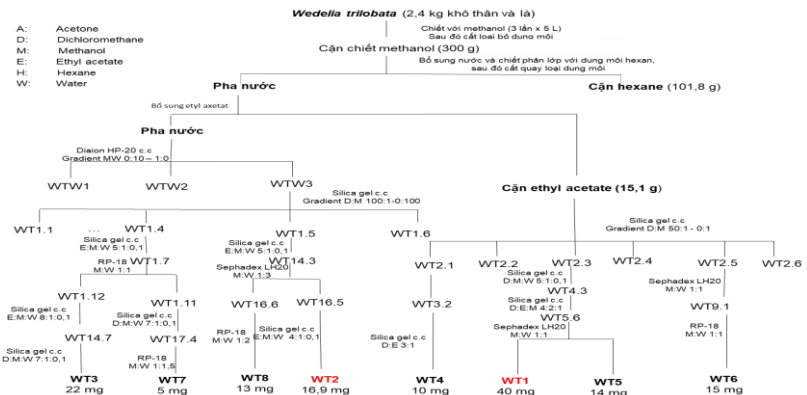 Wedelia trilobata (2,4 kg khô thân và lá)
A: Acetone
D: Dichloromethane
M: Methanol
E: Ethyl acetate
H: Hexane
W: Water
Chiết với methanol (3 lần x 5 L)
Sau đó cất loại bỏ dung môi
Cặn chiết methanol (300 g)
Bổ sung nước và chiết phân lớp với dung môi hexan,
sau đó cất quay loại dung môi
Pha nước
Cặn hexane (101,8 g)
Bổ sung etyl axetat
Pha nước
Diaion HP-20 c.c
Gradient MW 0:10 – 1:0
WTW1
WTW2
WTW3
Cặn ethyl acetate (15,1 g)
Silica gel c.c
Gradient D:M 100:1-0:100
Silica gel c.c
Gradient D:M 50:1 - 0:1
WT1.1
...
WT1.4
WT1.5
WT1.6
WT2.1
WT2.2
WT2.3
WT2.4
WT2.5
WT2.6
Silica gel c.c
E:M:W 5:1:0,1
WT1.7
RP-18
M:W 1:1
Silica gel c.c
E:M:W 5:1:0,1
WT14.3
Sephadex LH20
M:W 1:3
Silica gel c.c
D:M:W 5:1:0,1
WT4.3
Silica gel c.c
D:E:M 4:2:1
WT5.6
Sephadex LH20
M:W 1:1
Sephadex LH20
M:W 1:1
WT9.1
RP-18
M:W 1:1
WT1.12
Silica gel c.c
E:M:W 8:1:0,1
WT14.7
Silica gel c.c
D:M:W 7:1:0,1
WT1.11
Silica gel c.c
D:M:W 7:1:0,1
WT17.4
RP-18
M:W 1:1,5
WT16.6
RP-18
M:W 1:2
WT16.5
Silica gel c.c
E:M:W 4:1:0,1
WT3.2
Silica gel c.c
D:E 3:1
WT3
22 mg
WT7
5 mg
WT8
13 mg
WT2
16,9 mg
WT4
10 mg
WT1
40 mg
WT5
14 mg
WT6
15 mg